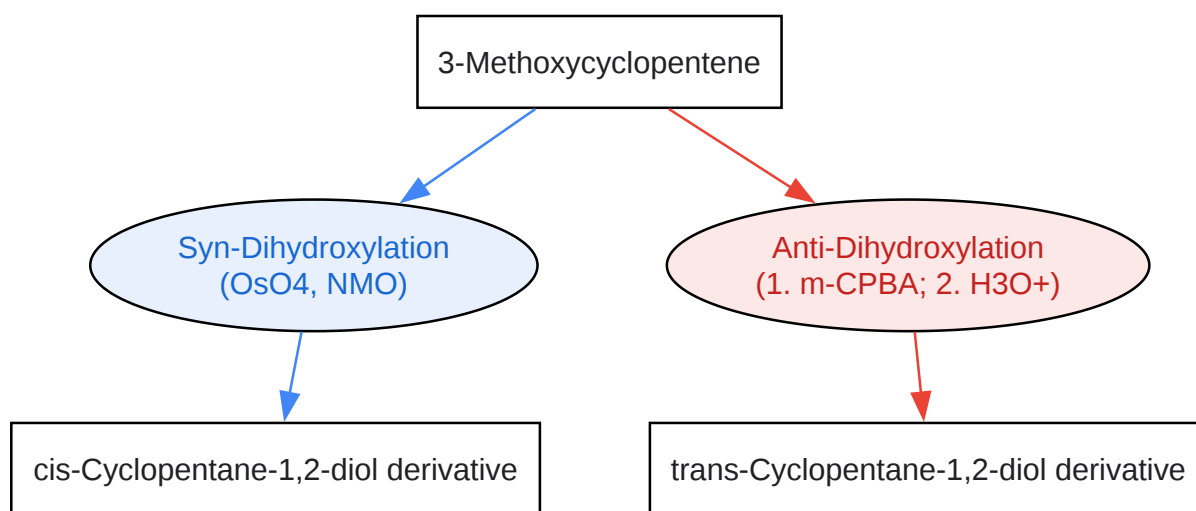 3-Methoxycyclopentene
Syn-Dihydroxylation
(OsO4, NMO)
Anti-Dihydroxylation
(1. m-CPBA; 2. H3O+)
cis-Cyclopentane-1,2-diol derivative
trans-Cyclopentane-1,2-diol derivative